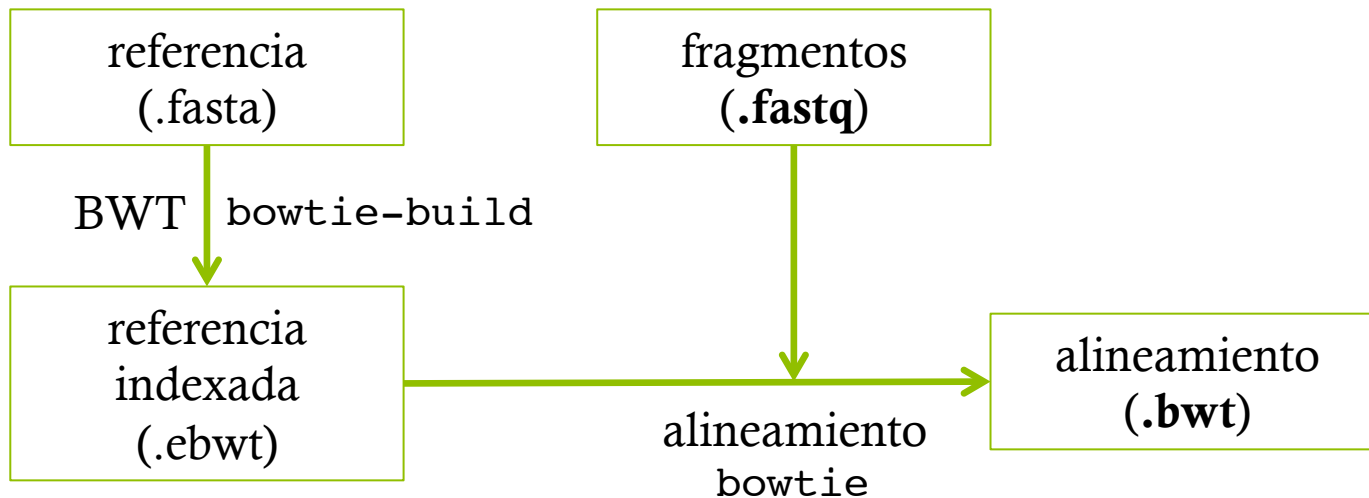 referencia
(.fasta)
fragmentos
(.fastq)
BWT
bowtie-build
referencia
indexada
(.ebwt)
alineamiento
bowtie
alineamiento
(.bwt)